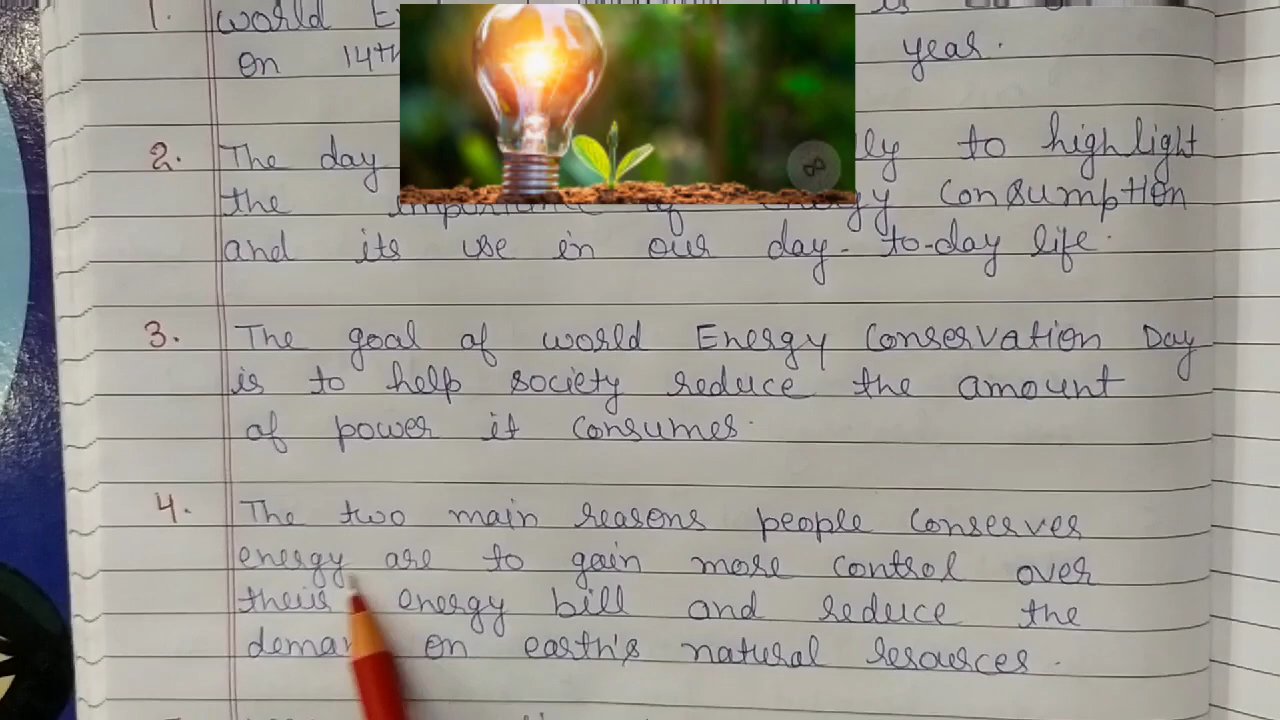 1. World
on 14th year.
2. The day to highlight
the of consumption
and its use in our day-to-day life.
3. The goal of world Energy Conservation Day
is to help society reduce the amount
of power it consumes.
4. The two main reasons people conserves
energy are to gain more control over
their energy bill and reduce the
on earth's natural resources.